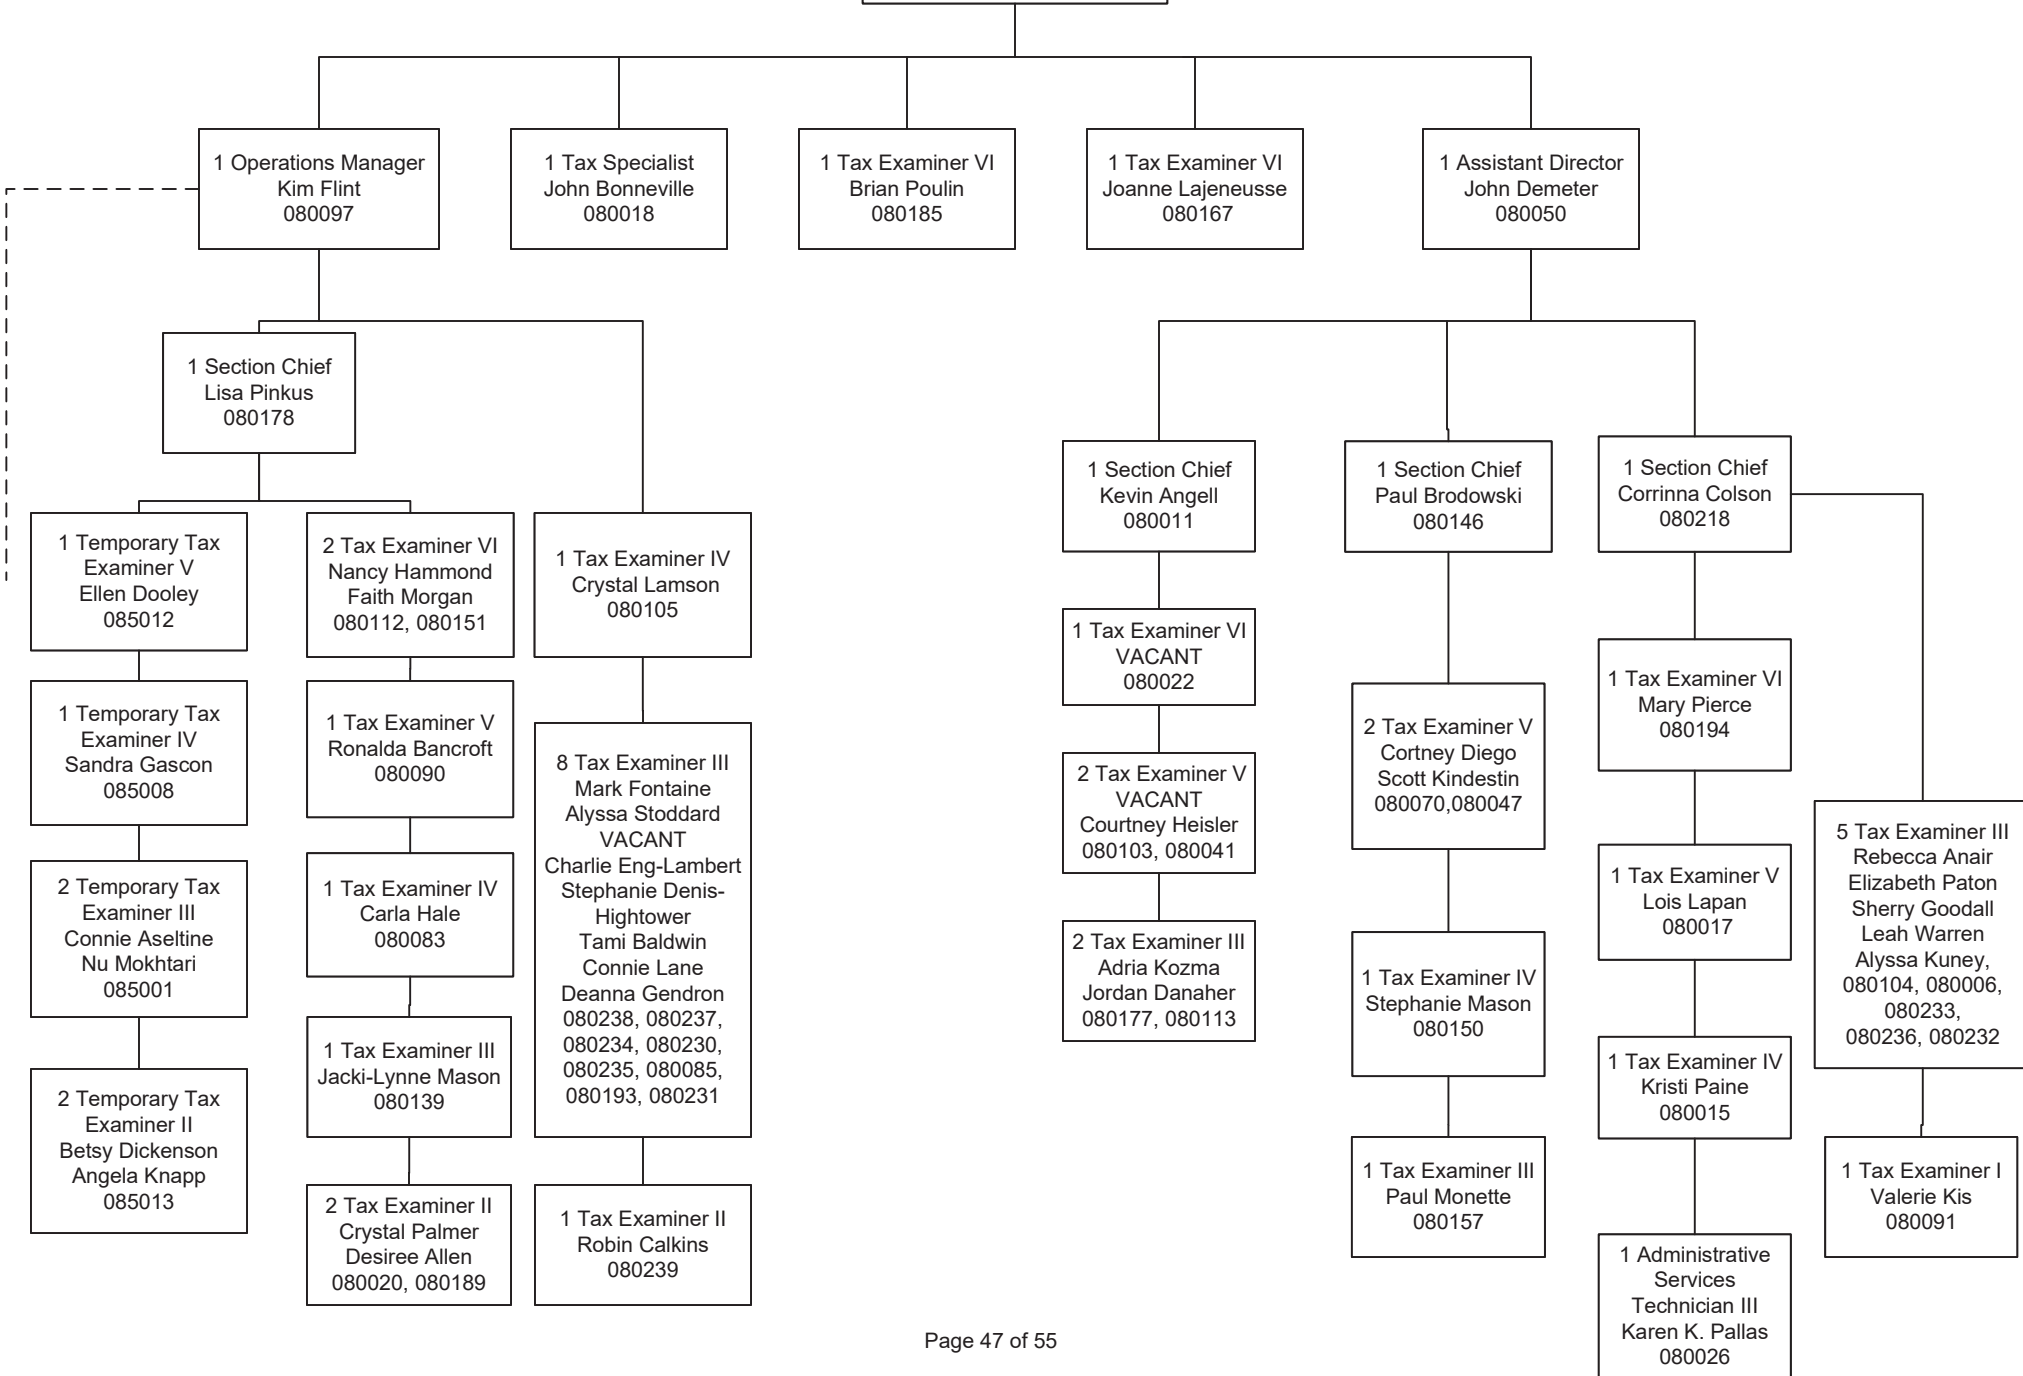 1 Operations Manager
Kim Flint
080097
1 Tax Specialist
John Bonneville
080018
1 Tax Examiner VI
Brian Poulin
080185
1 Tax Examiner VI
Joanne Lajeneusse
080167
1 Assistant Director
John Demeter
080050
1 Section Chief
Lisa Pinkus
080178
1 Temporary Tax
Examiner V
Ellen Dooley
085012
1 Temporary Tax
Examiner IV
Sandra Gascon
085008
2 Temporary Tax
Examiner III
Connie Aseltine
Nu Mokhtari
085001
2 Temporary Tax
Examiner II
Betsy Dickenson
Angela Knapp
085013
2 Tax Examiner VI
Nancy Hammond
Faith Morgan
080112, 080151
1 Tax Examiner V
Ronalda Bancroft
080090
1 Tax Examiner IV
Carla Hale
080083
1 Tax Examiner III
Jacki-Lynne Mason
080139
2 Tax Examiner II
Crystal Palmer
Desiree Allen
080020, 080189
1 Tax Examiner IV
Crystal Lamson
080105
8 Tax Examiner III
Mark Fontaine
Alyssa Stoddard
VACANT
Charlie Eng-Lambert
Stephanie Denis-
Hightower
Tami Baldwin
Connie Lane
Deanna Gendron
080238, 080237,
080234, 080230,
080235, 080085,
080193, 080231
1 Tax Examiner II
Robin Calkins
080239
1 Section Chief
Kevin Angell
080011
1 Tax Examiner VI
VACANT
080022
2 Tax Examiner V
VACANT
Courtney Heisler
080103, 080041
2 Tax Examiner III
Adria Kozma
Jordan Danaher
080177, 080113
1 Section Chief
Paul Brodowski
080146
2 Tax Examiner V
Cortney Diego
Scott Kindestin
080070,080047
1 Tax Examiner IV
Stephanie Mason
080150
1 Tax Examiner III
Paul Monette
080157
1 Section Chief
Corrinna Colson
080218
1 Tax Examiner VI
Mary Pierce
080194
1 Tax Examiner V
Lois Lapan
080017
1 Tax Examiner IV
Kristi Paine
080015
1 Administrative
Services
Technician III
Karen K. Pallas
080026
5 Tax Examiner III
Rebecca Anair
Elizabeth Paton
Sherry Goodall
Leah Warren
Alyssa Kuney,
080104, 080006,
080233,
080236, 080232
1 Tax Examiner I
Valerie Kis
080091
Page 47 of 55